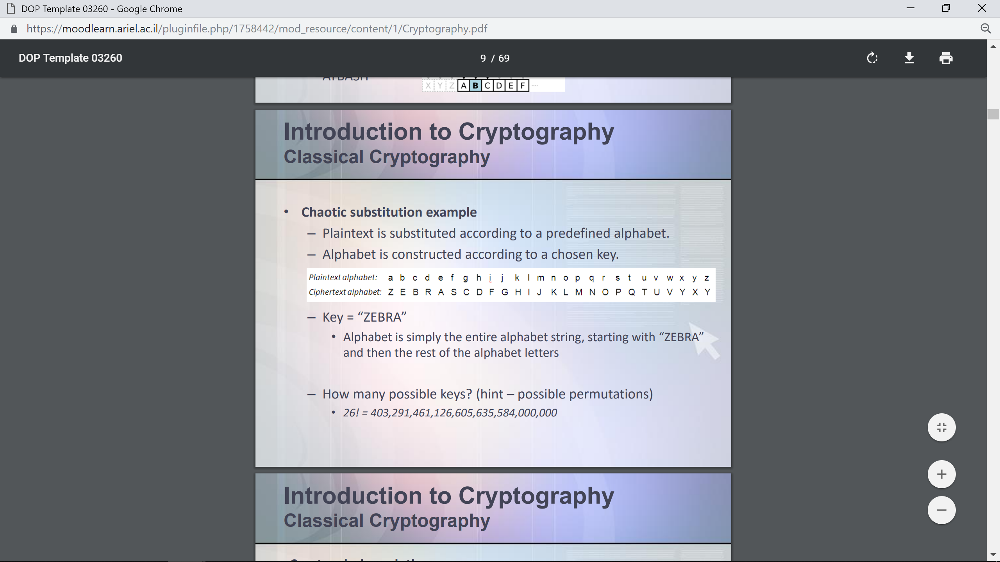 DOP Template 03260 - Google Chrome
https://moodlearn.ariel.ac.il/pluginfile.php/1758442/mod_resource/content/1/Cryptography.pdf
DOP Template 03260
9 / 69
– ATBASH
X Y Z A B C D E F ....
Introduction to Cryptography
Classical Cryptography
• Chaotic substitution example
– Plaintext is substituted according to a predefined alphabet.
– Alphabet is constructed according to a chosen key.
Plaintext alphabet: a b c d e f g h i j k l m n o p q r s t u v w x y z
Ciphertext alphabet: Z E B R A S C D F G H I J K L M N O P Q T U V Y X Y
– Key = “ZEBRA”
• Alphabet is simply the entire alphabet string, starting with “ZEBRA”
and then the rest of the alphabet letters
– How many possible keys? (hint – possible permutations)
• 26! = 403,291,461,126,605,635,584,000,000
Introduction to Cryptography
Classical Cryptography